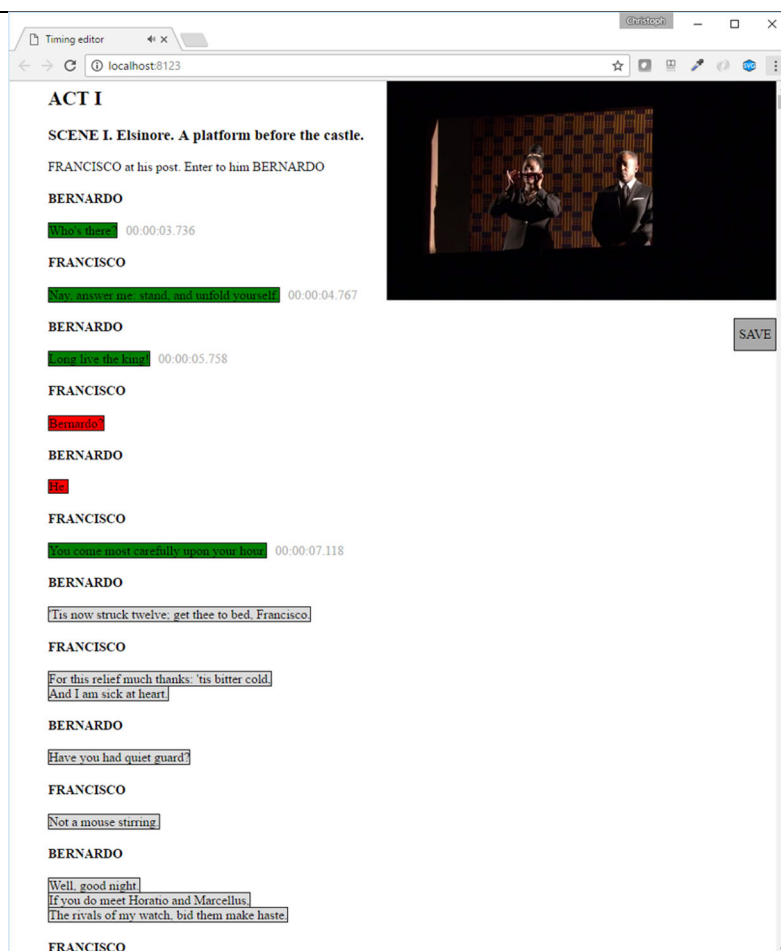 Christoph
Timing editor
localhost:8123
SVG
ACT I
SCENE I. Elsinore. A platform before the castle.
FRANCISCO at his post. Enter to him BERNARDO
BERNARDO
Who's there? 00:00:03.736
FRANCISCO
Nay, answer me: stand, and unfold yourself. 00:00:04.767
BERNARDO
Long live the king! 00:00:05.758
SAVE
FRANCISCO
Bernardo?
BERNARDO
He.
FRANCISCO
You come most carefully upon your hour. 00:00:07.118
BERNARDO
'Tis now struck twelve; get thee to bed, Francisco.
FRANCISCO
For this relief much thanks: 'tis bitter cold,
And I am sick at heart.
BERNARDO
Have you had quiet guard?
FRANCISCO
Not a mouse stirring.
BERNARDO
Well, good night.
If you do meet Horatio and Marcellus,
The rivals of my watch, bid them make haste.
FRANCISCO